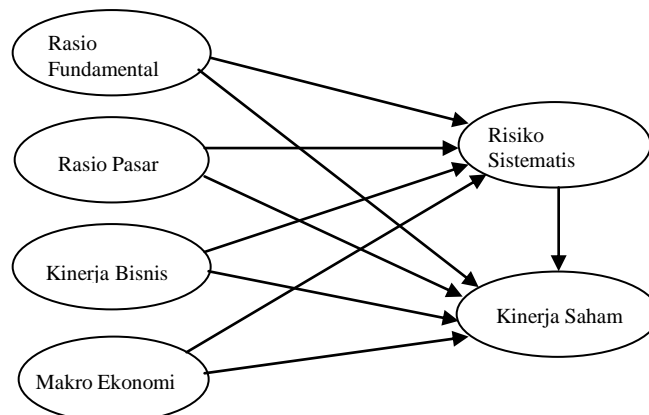 Rasio
Fundamental
Rasio Pasar
Kinerja Bisnis
Makro Ekonomi
Risiko
Sistematis
Kinerja Saham